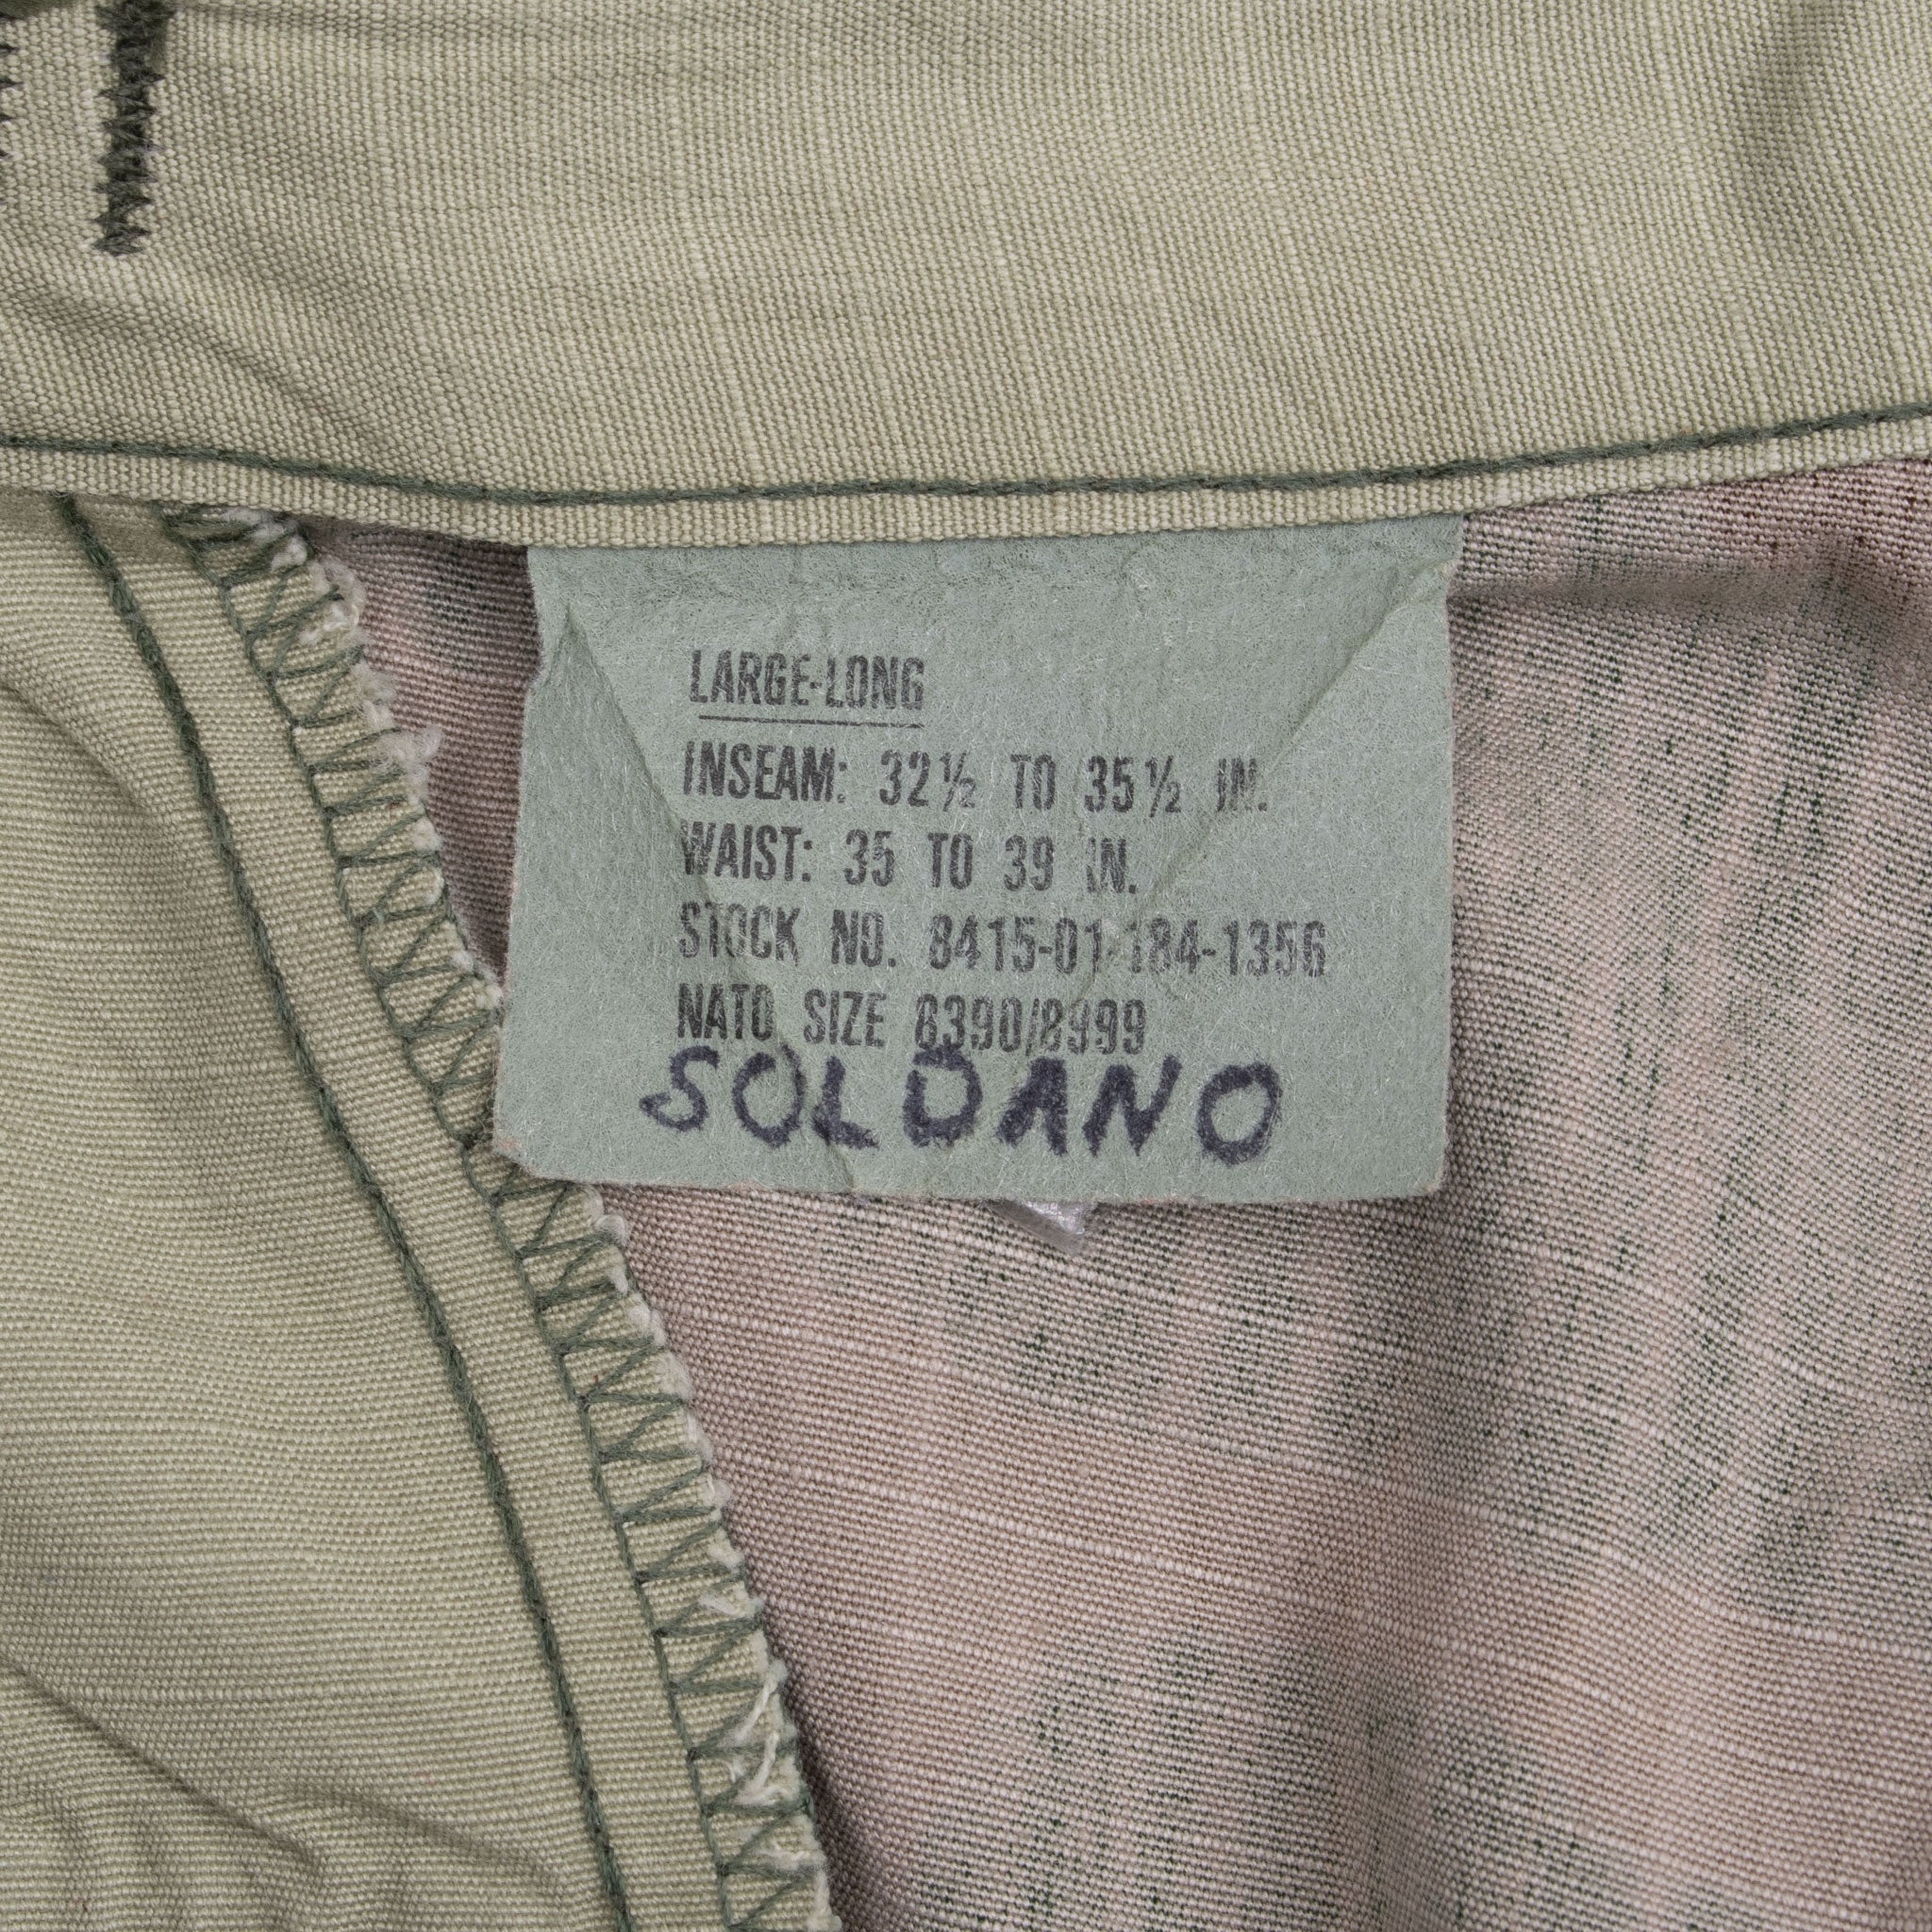 LARGE-LONG
INSEAM: 32½ TO 35½ IN.
WAIST: 35 TO 39 IN.
STOCK NO. 8415-01-184-1356
NATO SIZE 8390/8999
SOLDANO